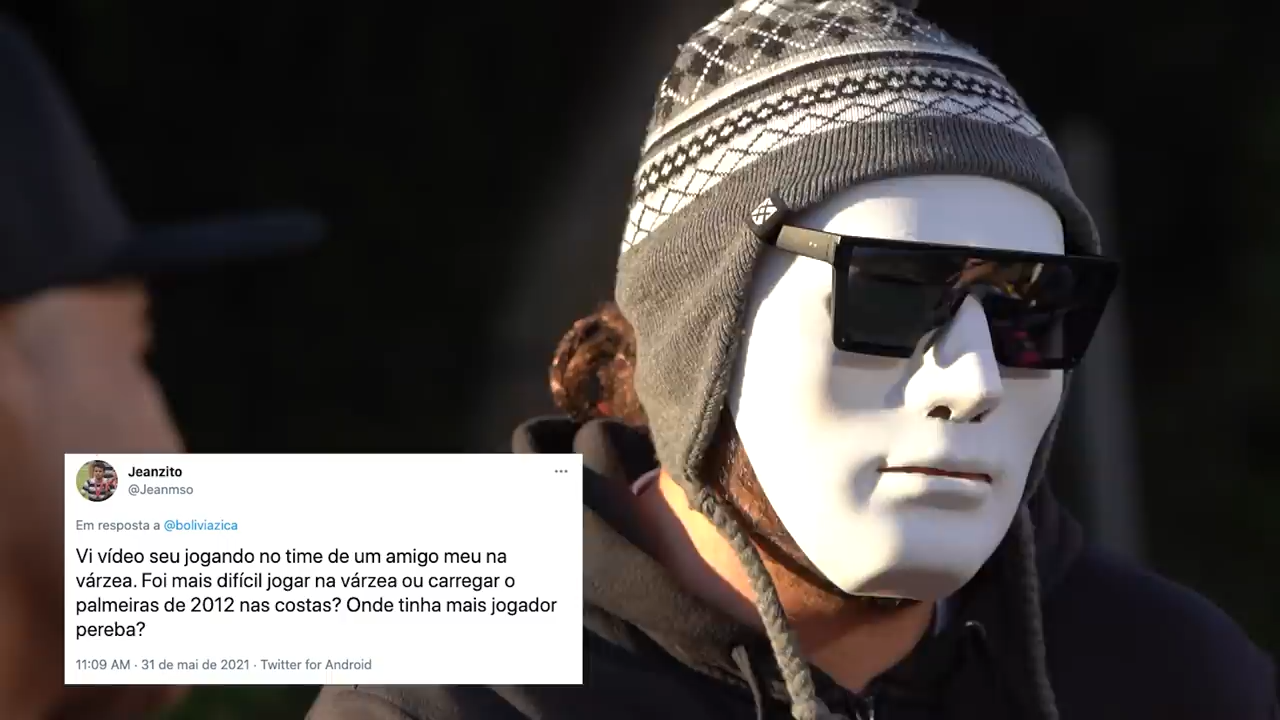 Jeanzito
@Jeanmso
Em resposta a @boliviazica
Vi vídeo seu jogando no time de um amigo meu na
várzea. Foi mais difícil jogar na várzea ou carregar o
palmeiras de 2012 nas costas? Onde tinha mais jogador
pereba?
11:09 AM · 31 de mai de 2021 · Twitter for Android